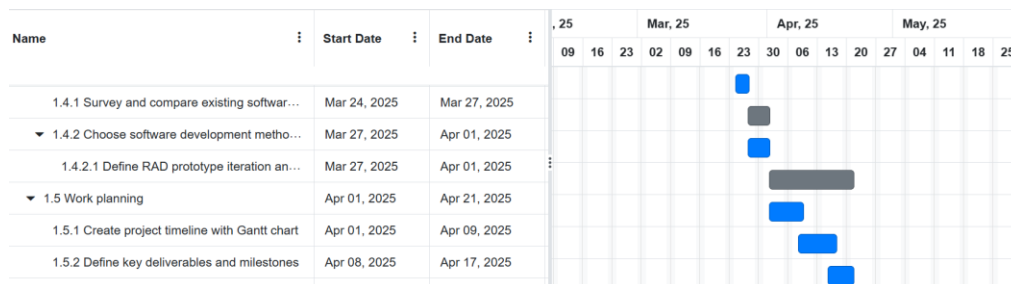 , 25 Mar, 25 Apr, 25 May, 25
Name Start Date End Date
09 16 23 02 09 16 23 30 06 13 20 27 04 11 18 25
1.4.1 Survey and compare existing softwar… Mar 24, 2025 Mar 27, 2025
1.4.2 Choose software development metho… Mar 27, 2025 Apr 01, 2025
1.4.2.1 Define RAD prototype iteration an… Mar 27, 2025 Apr 01, 2025
1.5 Work planning Apr 01, 2025 Apr 21, 2025
1.5.1 Create project timeline with Gantt chart Apr 01, 2025 Apr 09, 2025
1.5.2 Define key deliverables and milestones Apr 08, 2025 Apr 17, 2025